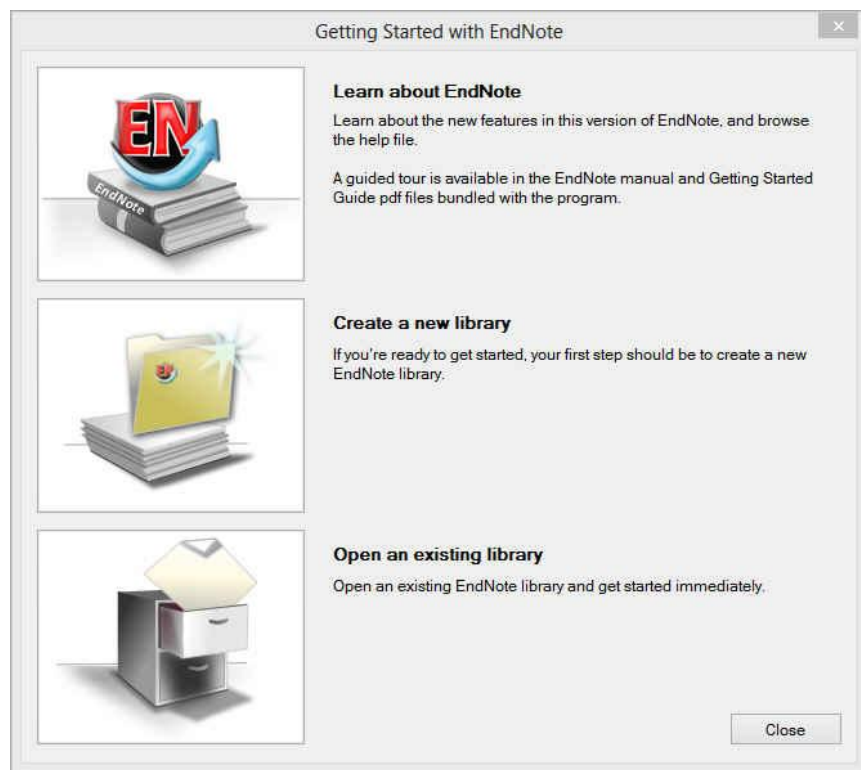 Getting Started with EndNote
EN
EndNote
Learn about EndNote
Learn about the new features in this version of EndNote, and browse
the help file.
A guided tour is available in the EndNote manual and Getting Started
Guide pdf files bundled with the program.
Create a new library
If you're ready to get started, your first step should be to create a new
EndNote library.
Open an existing library
Open an existing EndNote library and get started immediately.
Close